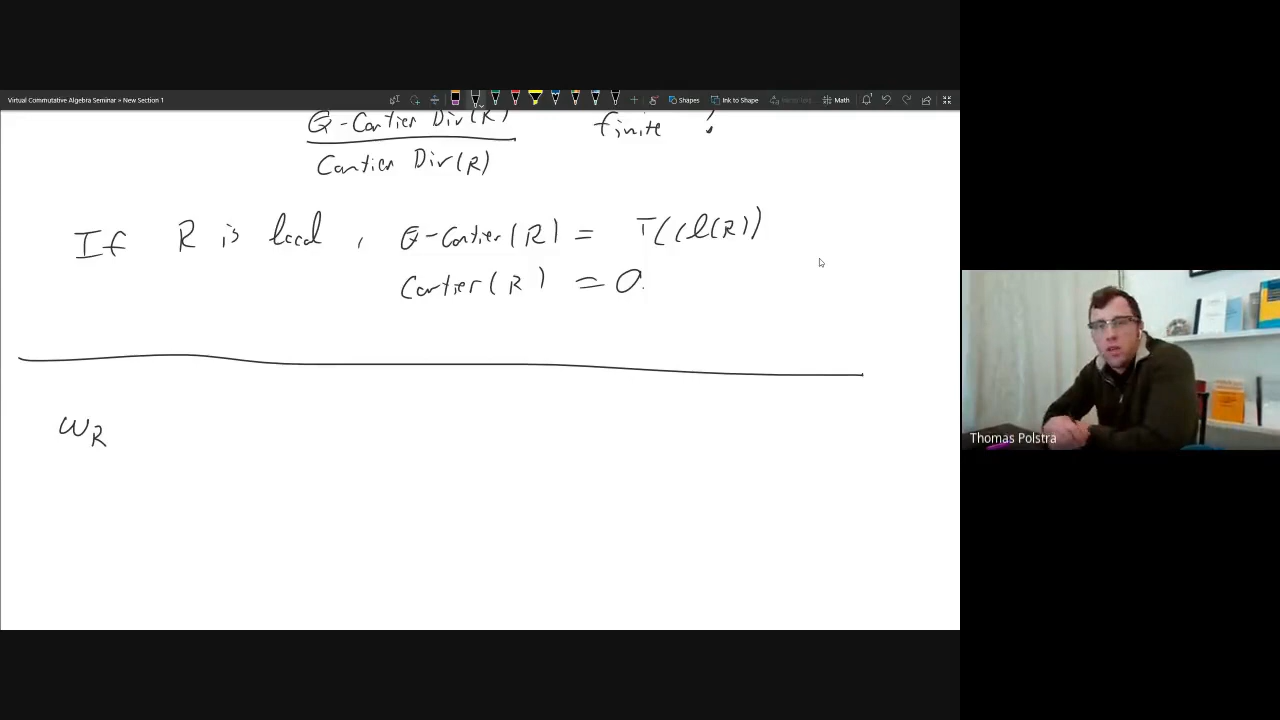 Virtual Commutative Algebra Seminar » New Section 1
Shapes
Ink to Shape
Math
Q-Cartier Div(R)
Cartier Div(R)
finite ?
If R is local, Q-Cartier(R) = T(Cl(R))
Cartier(R) = 0.
ω_R
Thomas Polstra